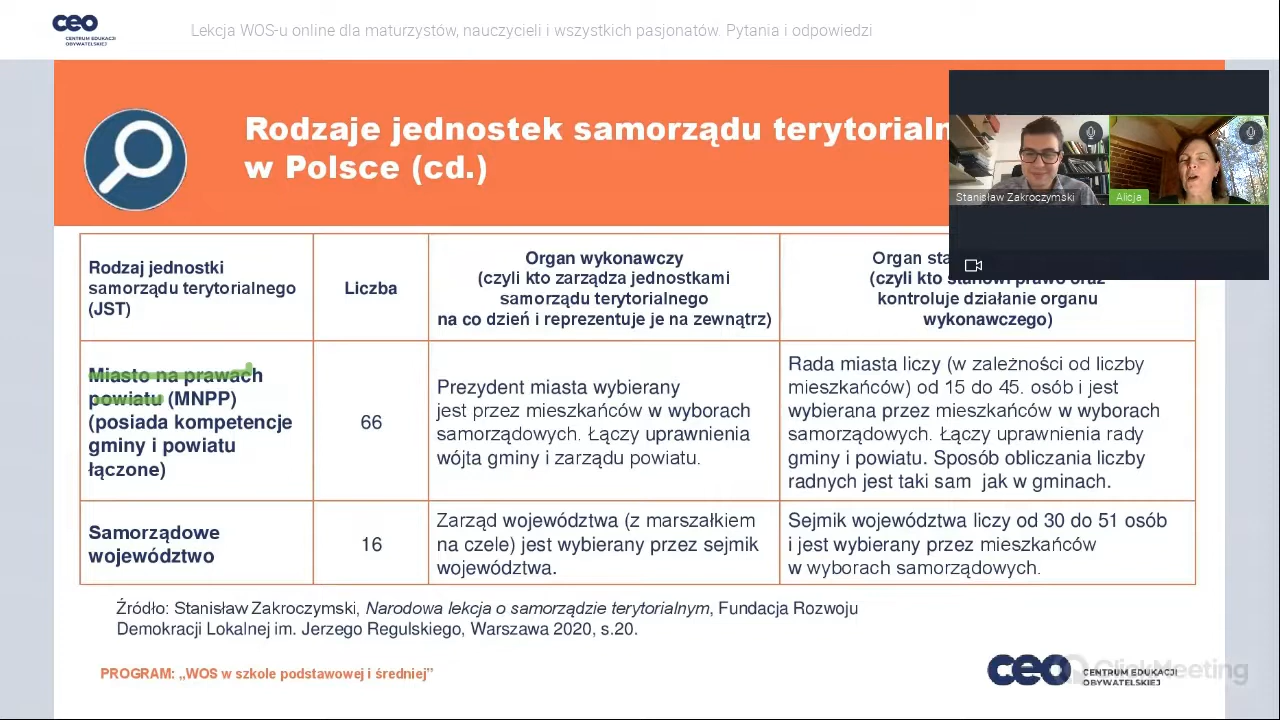 ceo
CENTRUM EDUKACJI
OBYWATELSKIEJ
Lekcja WOS-u online dla maturzystów, nauczycieli i wszystkich pasjonatów. Pytania i odpowiedzi
Rodzaje jednostek samorządu
w Polsce (cd.)
Stanisław Zakroczymski
Alicja
Rodzaj jednostki
samorządu terytorialnego
(JST)
Liczba
Organ wykonawczy
(czyli kto zarządza jednostkami
samorządu terytorialnego
na co dzień i reprezentuje je na zewnątrz)
Organ
(czyli kto stanowi prawo oraz
kontroluje działanie organu
wykonawczego)
Miasto na prawach
powiatu (MNPP)
(posiada kompetencje
gminy i powiatu
łączone)
66
Prezydent miasta wybierany
jest przez mieszkańców w wyborach
samorządowych. Łączy uprawnienia
wójta gminy i zarządu powiatu.
Rada miasta liczy (w zależności od liczby
mieszkańców) od 15 do 45. osób i jest
wybierana przez mieszkańców w wyborach
samorządowych. Łączy uprawnienia rady
gminy i powiatu. Sposób obliczania liczby
radnych jest taki sam jak w gminach.
Samorządowe
województwo
16
Zarząd województwa (z marszałkiem
na czele) jest wybierany przez sejmik
województwa.
Sejmik województwa liczy od 30 do 51 osób
i jest wybierany przez mieszkańców
w wyborach samorządowych.
Źródło: Stanisław Zakroczymski, Narodowa lekcja o samorządzie terytorialnym, Fundacja Rozwoju
Demokracji Lokalnej im. Jerzego Regulskiego, Warszawa 2020, s.20.
PROGRAM: „WOS w szkole podstawowej i średniej”
ceo
CENTRUM EDUKACJI
OBYWATELSKIEJ
ClickMeeting